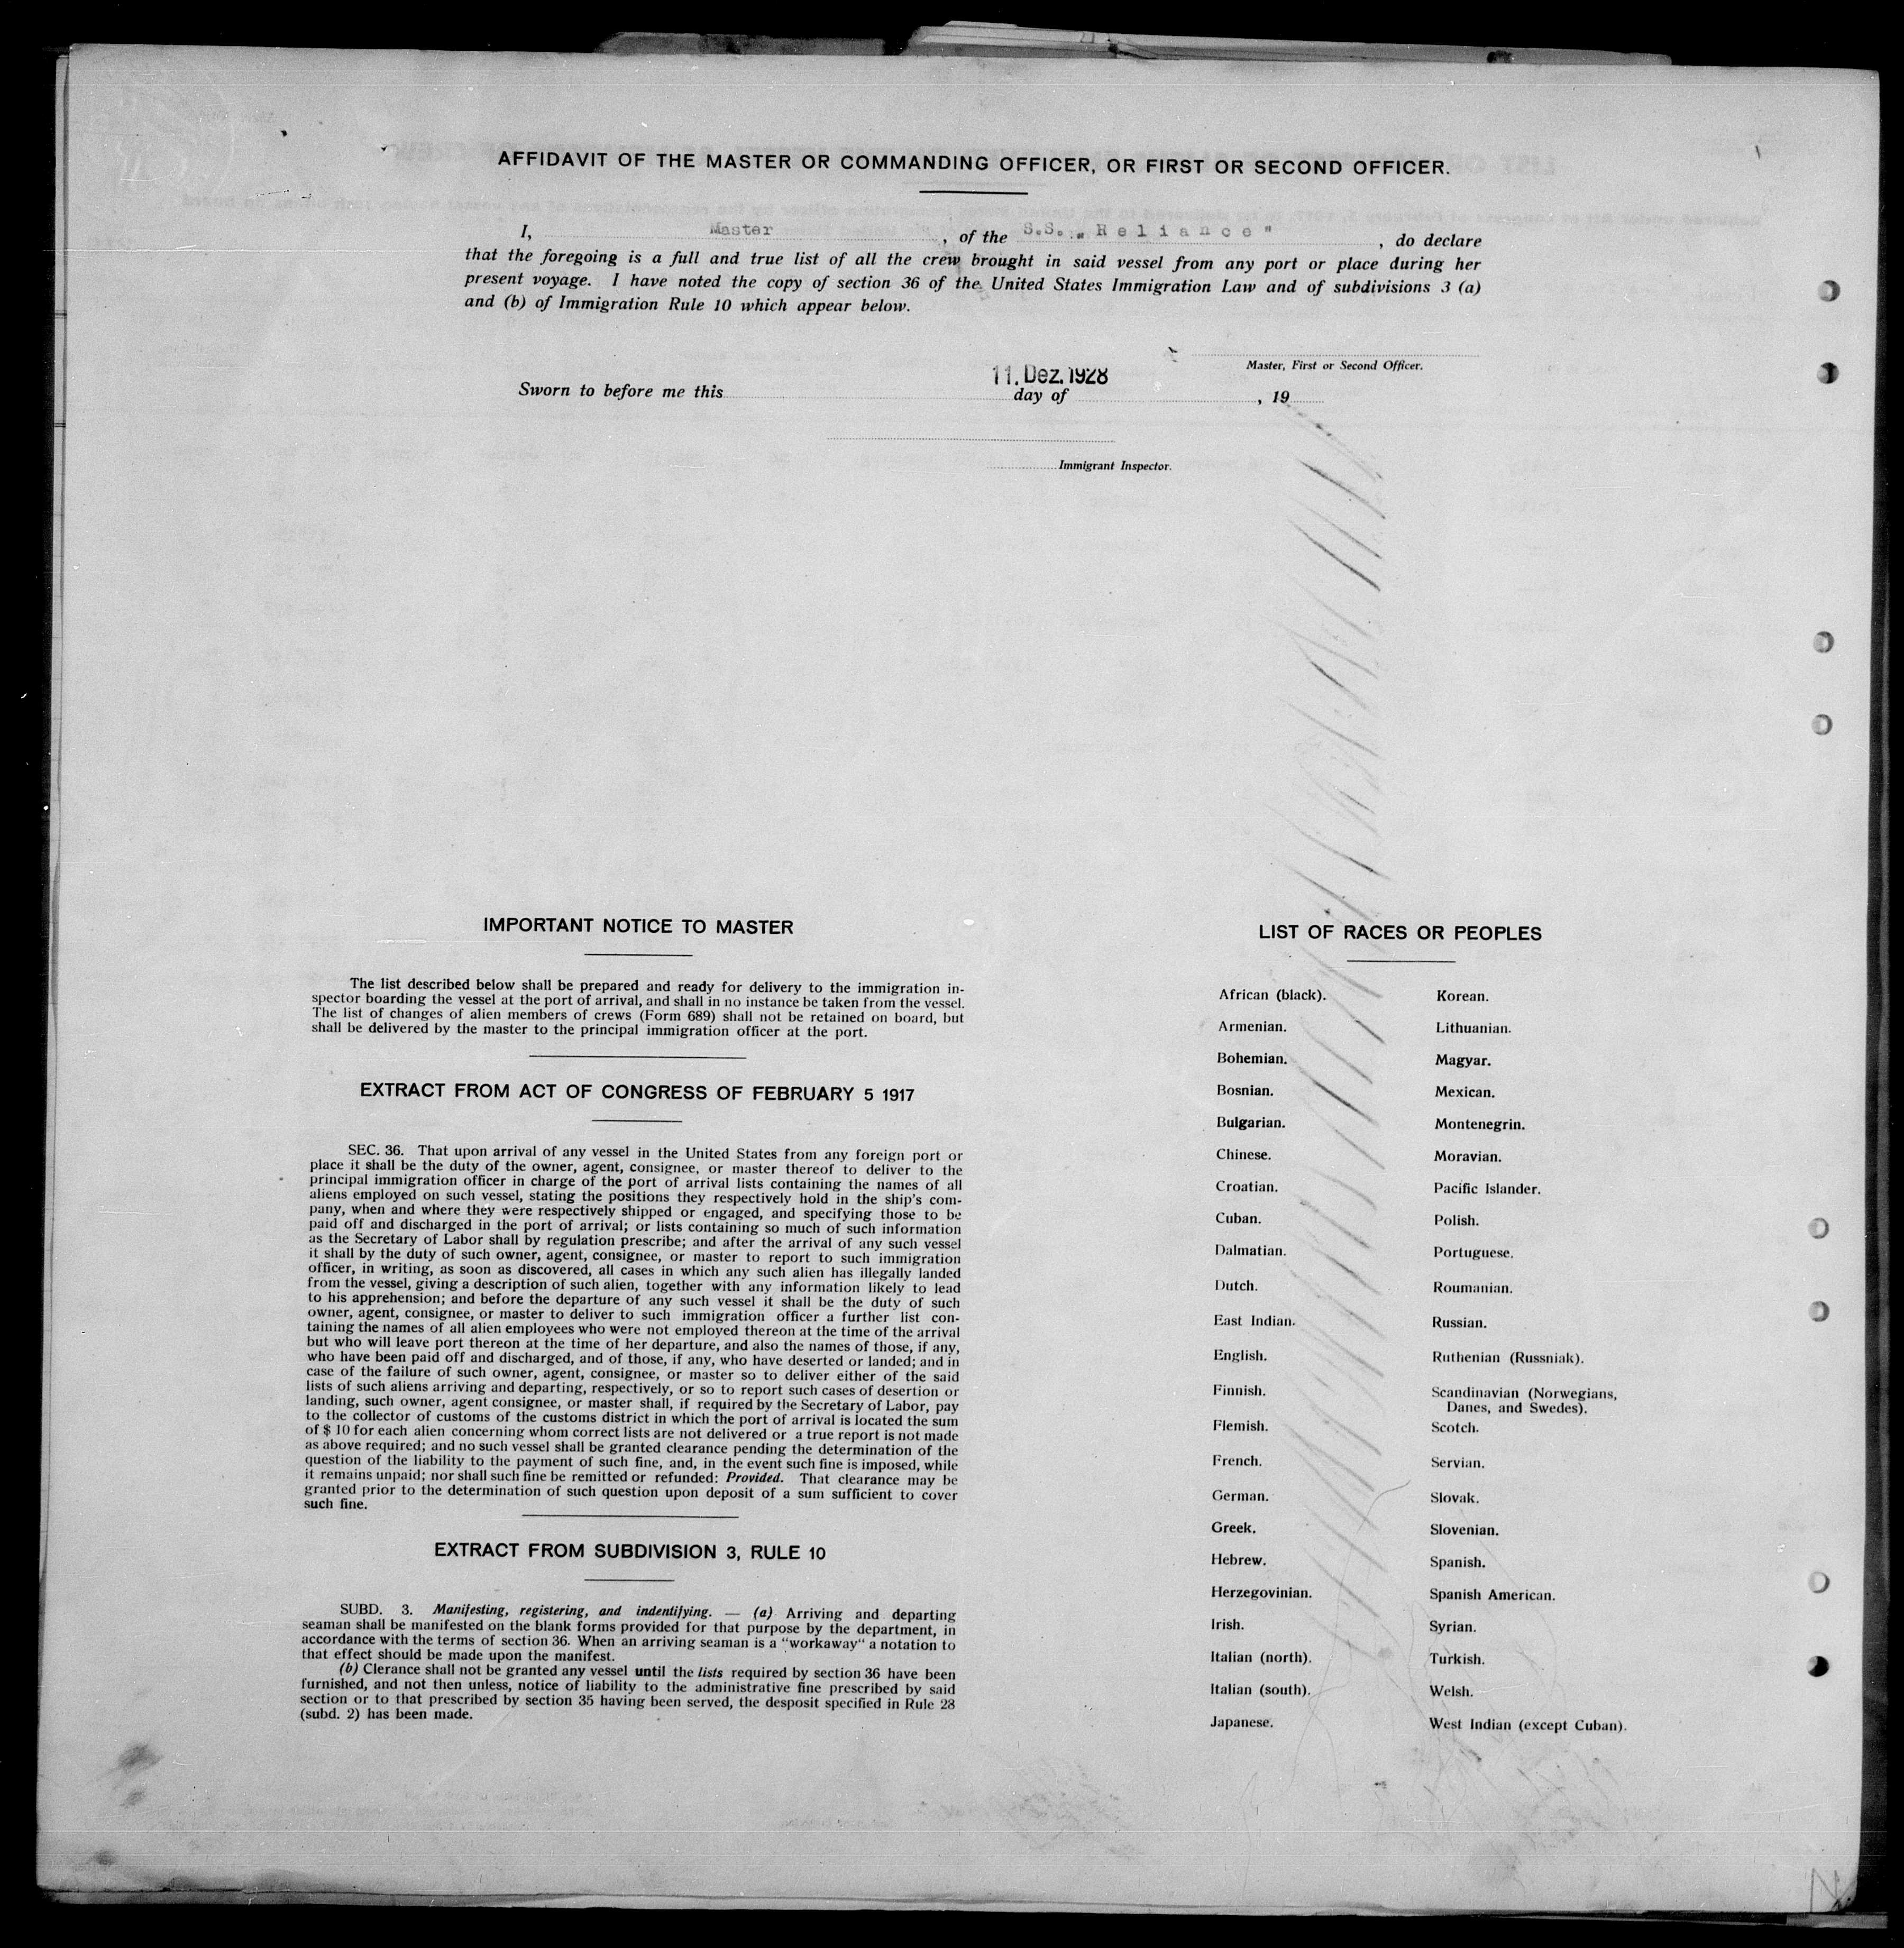 AFFIDAVIT OF THE MASTER OR COMMANDING OFFICER, OR FIRST OR SECOND OFFICER.
I, Master, of the S.S. „Reliance", do declare
that the foregoing is a full and true list of all the crew brought in said vessel from any port or place during her
present voyage. I have noted the copy of section 36 of the United States Immigration Law and of subdivisions 3 (a)
and (b) of Immigration Rule 10 which appear below.
Master, First or Second Officer.
11. Dez. 1928
Sworn to before me this day of , 19
Immigrant Inspector.
IMPORTANT NOTICE TO MASTER
The list described below shall be prepared and ready for delivery to the immigration in-
spector boarding the vessel at the port of arrival, and shall in no instance be taken from the vessel.
The list of changes of alien members of crews (Form 689) shall not be retained on board, but
shall be delivered by the master to the principal immigration officer at the port.
EXTRACT FROM ACT OF CONGRESS OF FEBRUARY 5 1917
SEC. 36. That upon arrival of any vessel in the United States from any foreign port or
place it shall be the duty of the owner, agent, consignee, or master thereof to deliver to the
principal immigration officer in charge of the port of arrival lists containing the names of all
aliens employed on such vessel, stating the positions they respectively hold in the ship's com-
pany, when and where they were respectively shipped or engaged, and specifying those to be
paid off and discharged in the port of arrival; or lists containing so much of such information
as the Secretary of Labor shall by regulation prescribe; and after the arrival of any such vessel
it shall by the duty of such owner, agent, consignee, or master to report to such immigration
officer, in writing, as soon as discovered, all cases in which any such alien has illegally landed
from the vessel, giving a description of such alien, together with any information likely to lead
to his apprehension; and before the departure of any such vessel it shall be the duty of such
owner, agent, consignee, or master to deliver to such immigration officer a further list con-
taining the names of all alien employees who were not employed thereon at the time of the arrival
but who will leave port thereon at the time of her departure, and also the names of those, if any,
who have been paid off and discharged, and of those, if any, who have deserted or landed; and in
case of the failure of such owner, agent, consignee, or master so to deliver either of the said
lists of such aliens arriving and departing, respectively, or so to report such cases of desertion or
landing, such owner, agent consignee, or master shall, if required by the Secretary of Labor, pay
to the collector of customs of the customs district in which the port of arrival is located the sum
of $ 10 for each alien concerning whom correct lists are not delivered or a true report is not made
as above required; and no such vessel shall be granted clearance pending the determination of the
question of the liability to the payment of such fine, and, in the event such fine is imposed, while
it remains unpaid; nor shall such fine be remitted or refunded: Provided. That clearance may be
granted prior to the determination of such question upon deposit of a sum sufficient to cover
such fine.
EXTRACT FROM SUBDIVISION 3, RULE 10
SUBD. 3. Manifesting, registering, and indentifying. — (a) Arriving and departing
seaman shall be manifested on the blank forms provided for that purpose by the department, in
accordance with the terms of section 36. When an arriving seaman is a "workaway" a notation to
that effect should be made upon the manifest.
(b) Clerance shall not be granted any vessel until the lists required by section 36 have been
furnished, and not then unless, notice of liability to the administrative fine prescribed by said
section or to that prescribed by section 35 having been served, the desposit specified in Rule 28
(subd. 2) has been made.
LIST OF RACES OR PEOPLES
African (black).
Armenian.
Bohemian.
Bosnian.
Bulgarian.
Chinese.
Croatian.
Cuban.
Dalmatian.
Dutch.
East Indian.
English.
Finnish.
Flemish.
French.
German.
Greek.
Hebrew.
Herzegovinian.
Irish.
Italian (north).
Italian (south).
Japanese.
Korean.
Lithuanian.
Magyar.
Mexican.
Montenegrin.
Moravian.
Pacific Islander.
Polish.
Portuguese.
Roumanian.
Russian.
Ruthenian (Russniak).
Scandinavian (Norwegians,
Danes, and Swedes).
Scotch.
Servian.
Slovak.
Slovenian.
Spanish.
Spanish American.
Syrian.
Turkish.
Welsh.
West Indian (except Cuban).